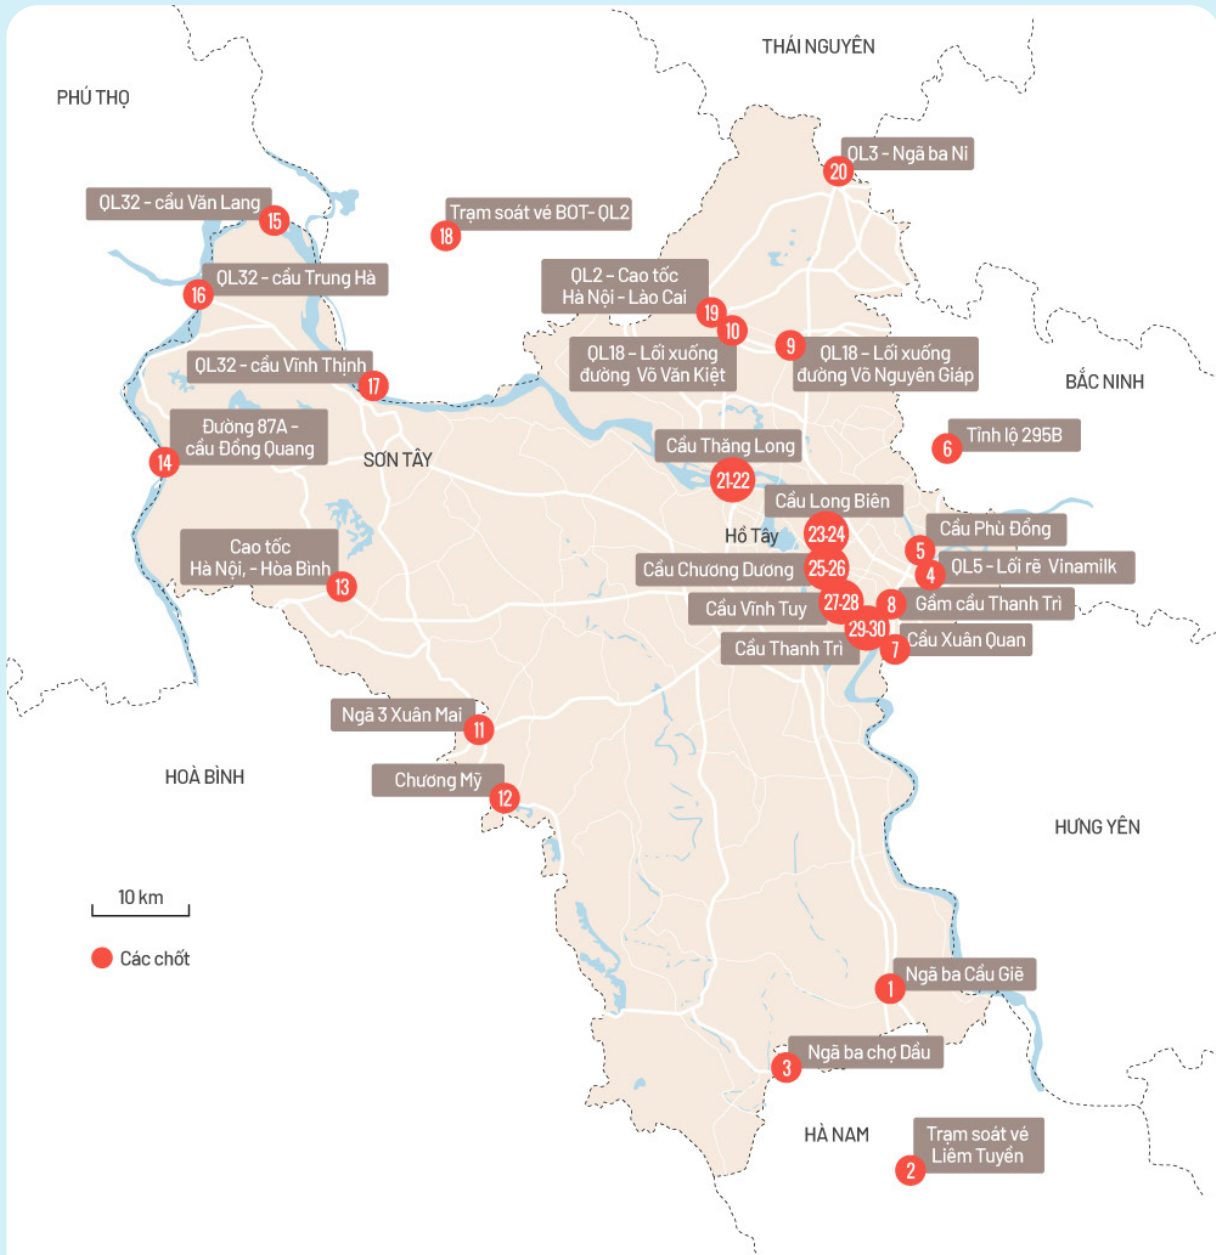 THÁI NGUYÊN
PHÚ THỌ
QL3 - Ngã ba Nỉ
20
QL32 - cầu Văn Lang
15
Trạm soát vé BOT- QL2
18
QL32 - cầu Trung Hà
16
QL2 - Cao tốc
Hà Nội - Lào Cai
19
10
QL18 - Lối xuống
đường Võ Văn Kiệt
9
QL18 - Lối xuống
đường Võ Nguyên Giáp
QL32 - cầu Vĩnh Thịnh
17
BẮC NINH
Đường 87A -
cầu Đồng Quang
14
SƠN TÂY
Cầu Thăng Long
21-22
Tỉnh lộ 295B
6
Cầu Long Biên
23-24
Hồ Tây
Cầu Phù Đổng
5
Cao tốc
Hà Nội, - Hòa Bình
13
Cầu Chương Dương
25-26
QL5 - Lối rẽ Vinamilk
4
Cầu Vĩnh Tuy
27-28
8
Gầm cầu Thanh Trì
Cầu Thanh Trì
29-30
7
Cầu Xuân Quan
Ngã 3 Xuân Mai
11
HOÀ BÌNH
Chương Mỹ
12
HƯNG YÊN
10 km
Các chốt
Ngã ba Cầu Giẽ
1
Ngã ba chợ Dầu
3
HÀ NAM
Trạm soát vé
Liêm Tuyền
2